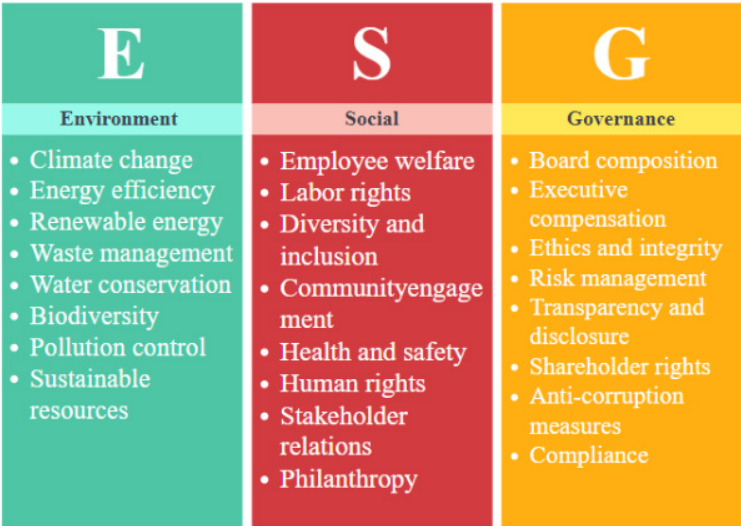 E
Environment
• Climate change
• Energy efficiency
• Renewable energy
• Waste management
• Water conservation
• Biodiversity
• Pollution control
• Sustainable
resources
S
Social
• Employee welfare
• Labor rights
• Diversity and
inclusion
• Communityengage
ment
• Health and safety
• Human rights
• Stakeholder
relations
• Philanthropy
G
Governance
• Board composition
• Executive
compensation
• Ethics and integrity
• Risk management
• Transparency and
disclosure
• Shareholder rights
• Anti-corruption
measures
• Compliance